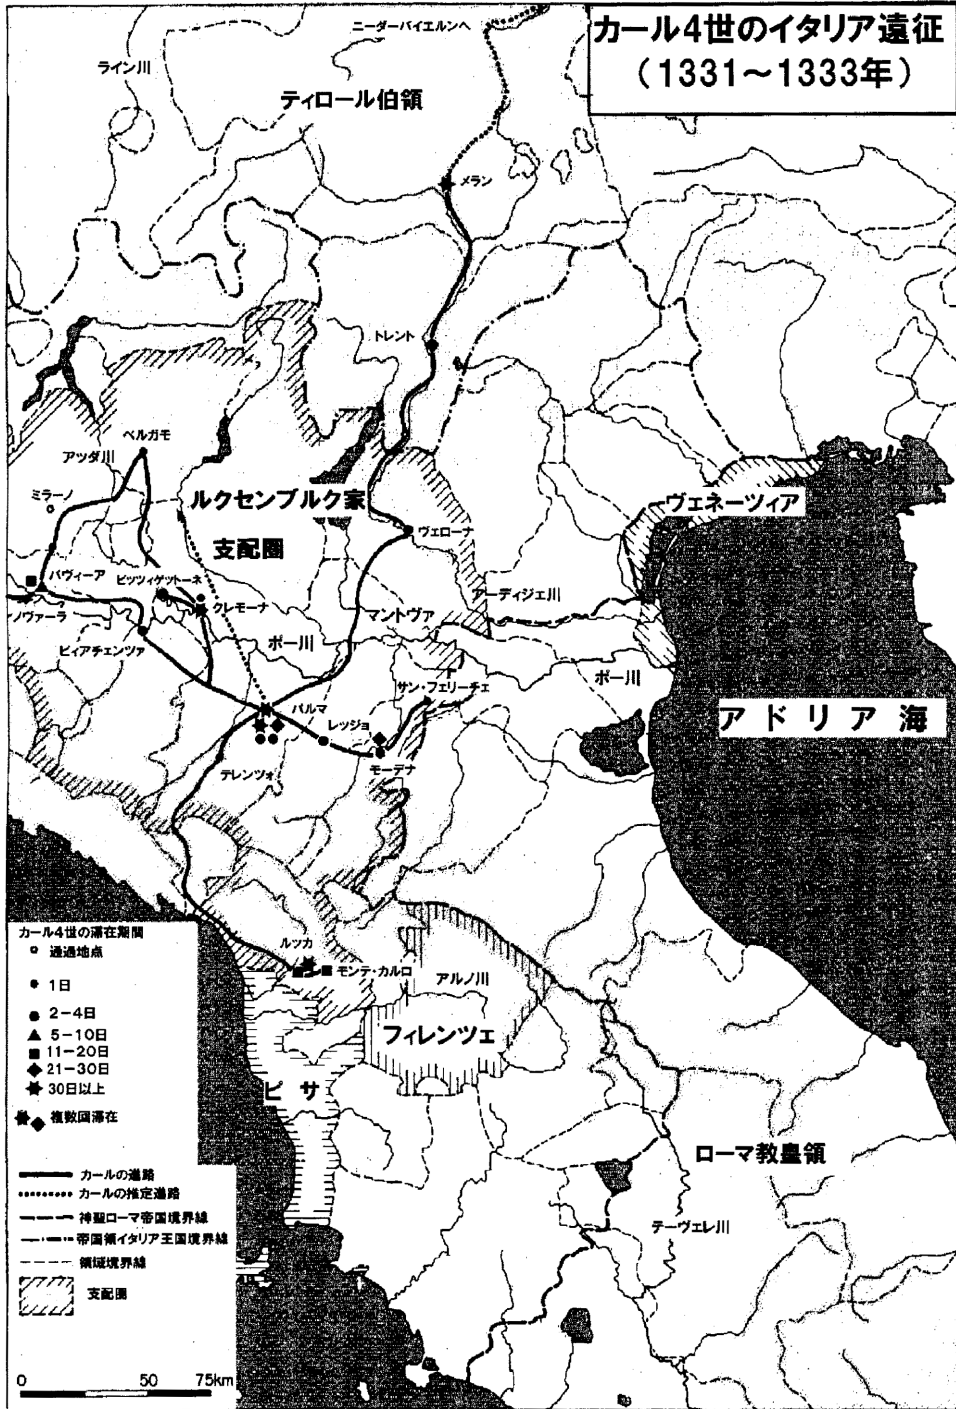 カール4世のイタリア遠征
（1331～1333年）
ニーダーバイエルンへ
ライン川
ティロール伯領
メラン
トレント
ベルガモ
アッダ川
ミラーノ
ルクセンブルク家
支配圏
ヴェローナ
ヴェネーツィア
パヴィーア
ピッツィゲットーネ
クレモーナ
ノヴァーラ
ピィアチェンツァ
アーディジェ川
マントヴァ
ポー川
ポー川
サン・フェリーチェ
パルマ
レッジョ
アドリア海
テレンツォ
モーデナ
カール4世の滞在期間
通過地点
1日
2－4日
5－10日
11－20日
21－30日
30日以上
複数回滞在
ルッカ
モンテ・カルロ
アルノ川
フィレンツェ
ピサ
ローマ教皇領
テーヴェレ川
カールの進路
カールの推定進路
神聖ローマ帝国境界線
帝国領イタリア王国境界線
領域境界線
支配圏
0 50 75km